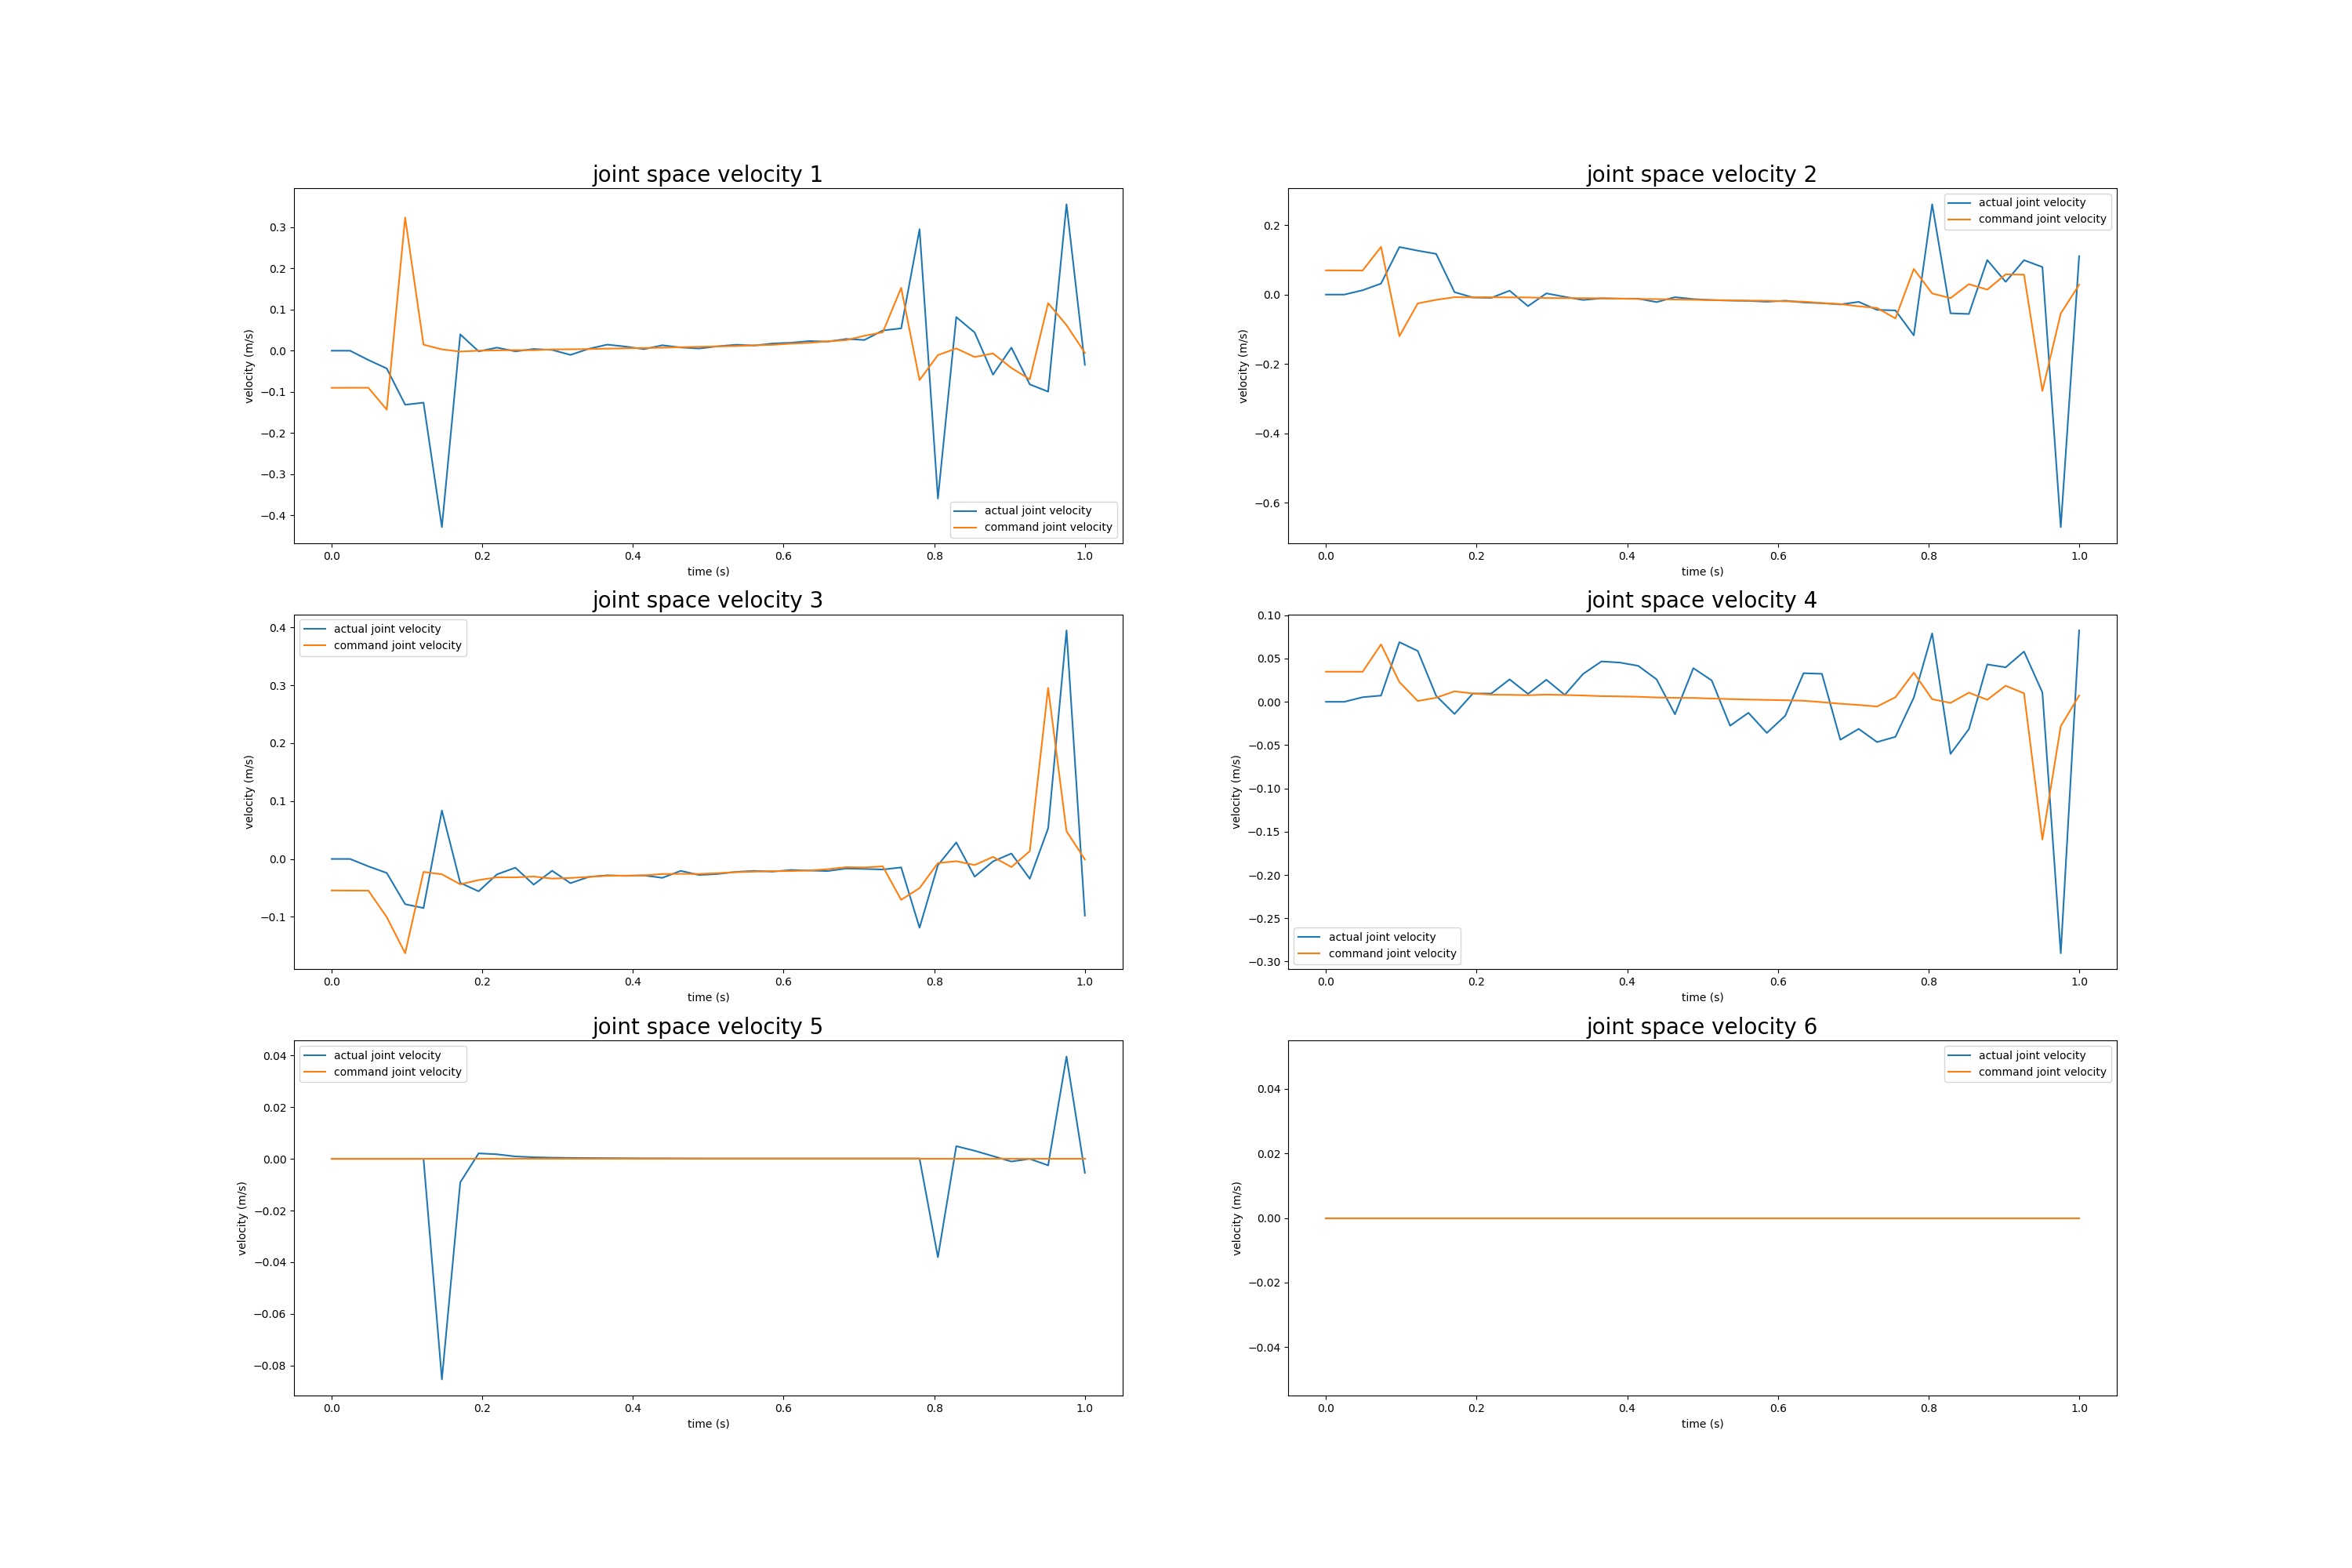 joint space velocity 1
velocity (m/s)
0.3
0.2
0.1
0.0
−0.1
−0.2
−0.3
−0.4
actual joint velocity
command joint velocity
0.0 0.2 0.4 0.6 0.8 1.0
time (s)
joint space velocity 2
velocity (m/s)
0.2
0.0
−0.2
−0.4
−0.6
actual joint velocity
command joint velocity
0.0 0.2 0.4 0.6 0.8 1.0
time (s)
joint space velocity 3
velocity (m/s)
0.4
0.3
0.2
0.1
0.0
−0.1
actual joint velocity
command joint velocity
0.0 0.2 0.4 0.6 0.8 1.0
time (s)
joint space velocity 4
velocity (m/s)
0.10
0.05
0.00
−0.05
−0.10
−0.15
−0.20
−0.25
−0.30
actual joint velocity
command joint velocity
0.0 0.2 0.4 0.6 0.8 1.0
time (s)
joint space velocity 5
velocity (m/s)
0.04
0.02
0.00
−0.02
−0.04
−0.06
−0.08
actual joint velocity
command joint velocity
0.0 0.2 0.4 0.6 0.8 1.0
time (s)
joint space velocity 6
velocity (m/s)
0.04
0.02
0.00
−0.02
−0.04
actual joint velocity
command joint velocity
0.0 0.2 0.4 0.6 0.8 1.0
time (s)